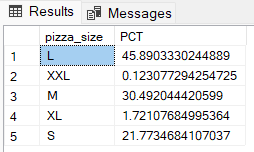 Results Messages
pizza_size PCT
1 L 45.8903330244889
2 XXL 0.123077294254725
3 M 30.492044420599
4 XL 1.72107684995364
5 S 21.7734684107037